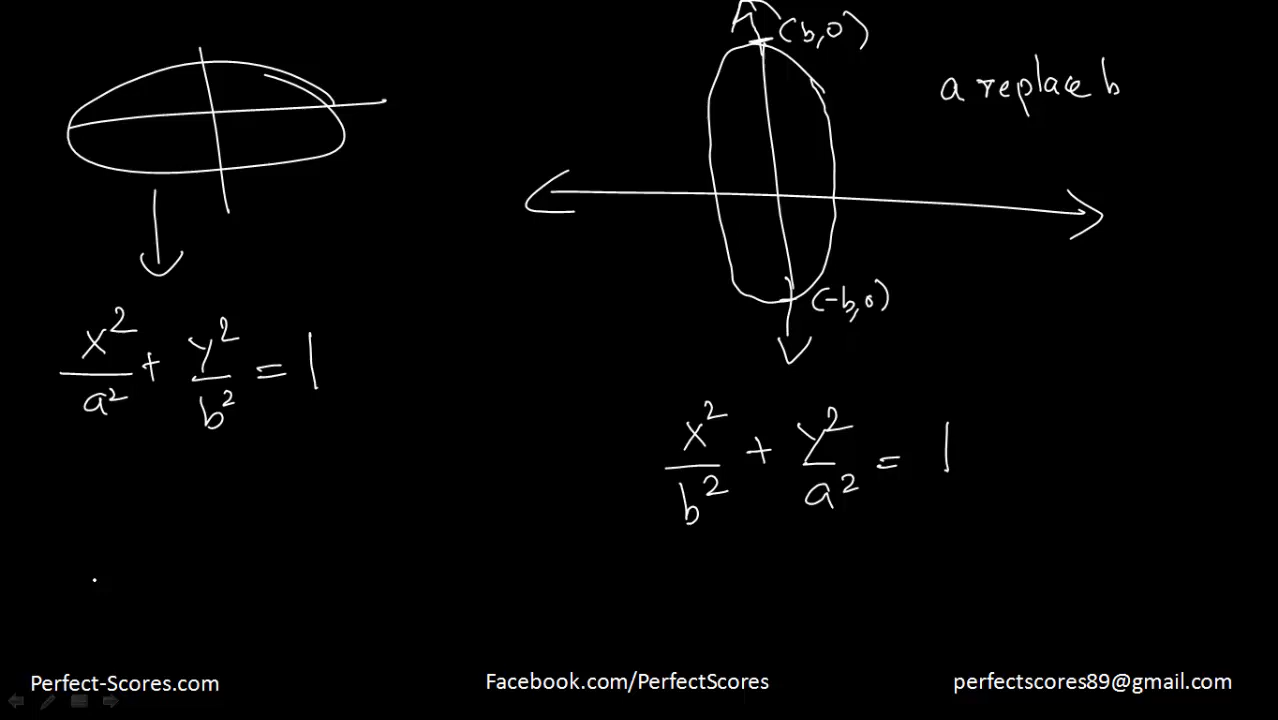 (b,0)
a replace b
(-b,0)
x²/a² + y²/b² = 1
x²/b² + y²/a² = 1
Perfect-Scores.com
Facebook.com/PerfectScores
perfectscores89@gmail.com